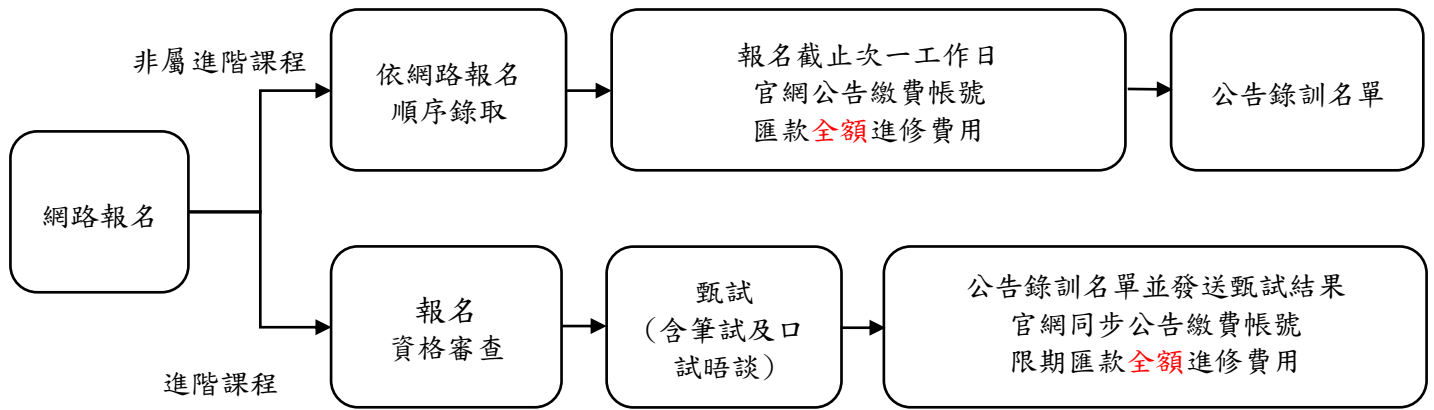 非屬進階課程
依網路報名
順序錄取
報名截止次一工作日
官網公告繳費帳號
匯款全額進修費用
公告錄訓名單
網路報名
進階課程
報名
資格審查
甄試
（含筆試及口
試晤談）
公告錄訓名單並發送甄試結果
官網同步公告繳費帳號
限期匯款全額進修費用